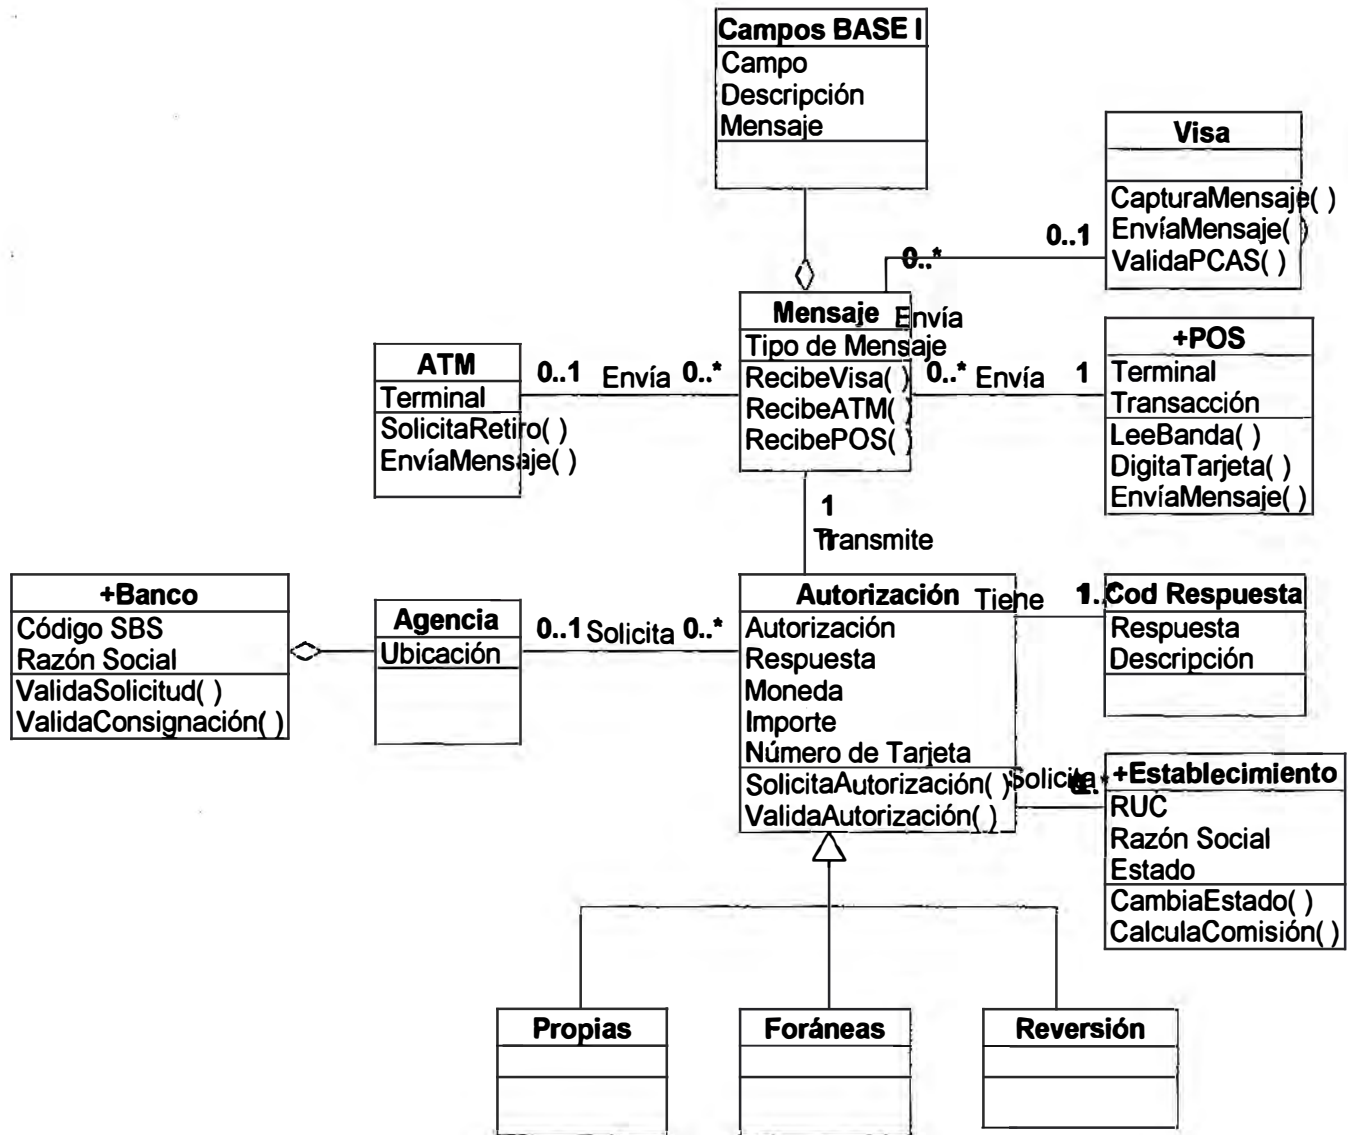 Campos BASE I
Campo
Descripción
Mensaje
Visa
CapturaMensaje( )
EnvíaMensaje( )
ValidaPCAS( )
0..1
0..*
Envía
Mensaje
Tipo de Mensaje
RecibeVisa( )
RecibeATM( )
RecibePOS( )
ATM
Terminal
SolicitaRetiro( )
EnvíaMensaje( )
0..1 Envía 0..*
0..* Envía 1
+POS
Terminal
Transacción
LeeBanda( )
DigitaTarjeta( )
EnvíaMensaje( )
1
Transmite
1
+Banco
Código SBS
Razón Social
ValidaSolicitud( )
ValidaConsignación( )
Agencia
Ubicación
0..1 Solicita 0..*
Autorización
Autorización
Respuesta
Moneda
Importe
Número de Tarjeta
SolicitaAutorización( )
ValidaAutorización( )
Tiene
Cod Respuesta
Respuesta
Descripción
Solicita
+Establecimiento
RUC
Razón Social
Estado
CambiaEstado( )
CalculaComisión( )
Propias
Foráneas
Reversión